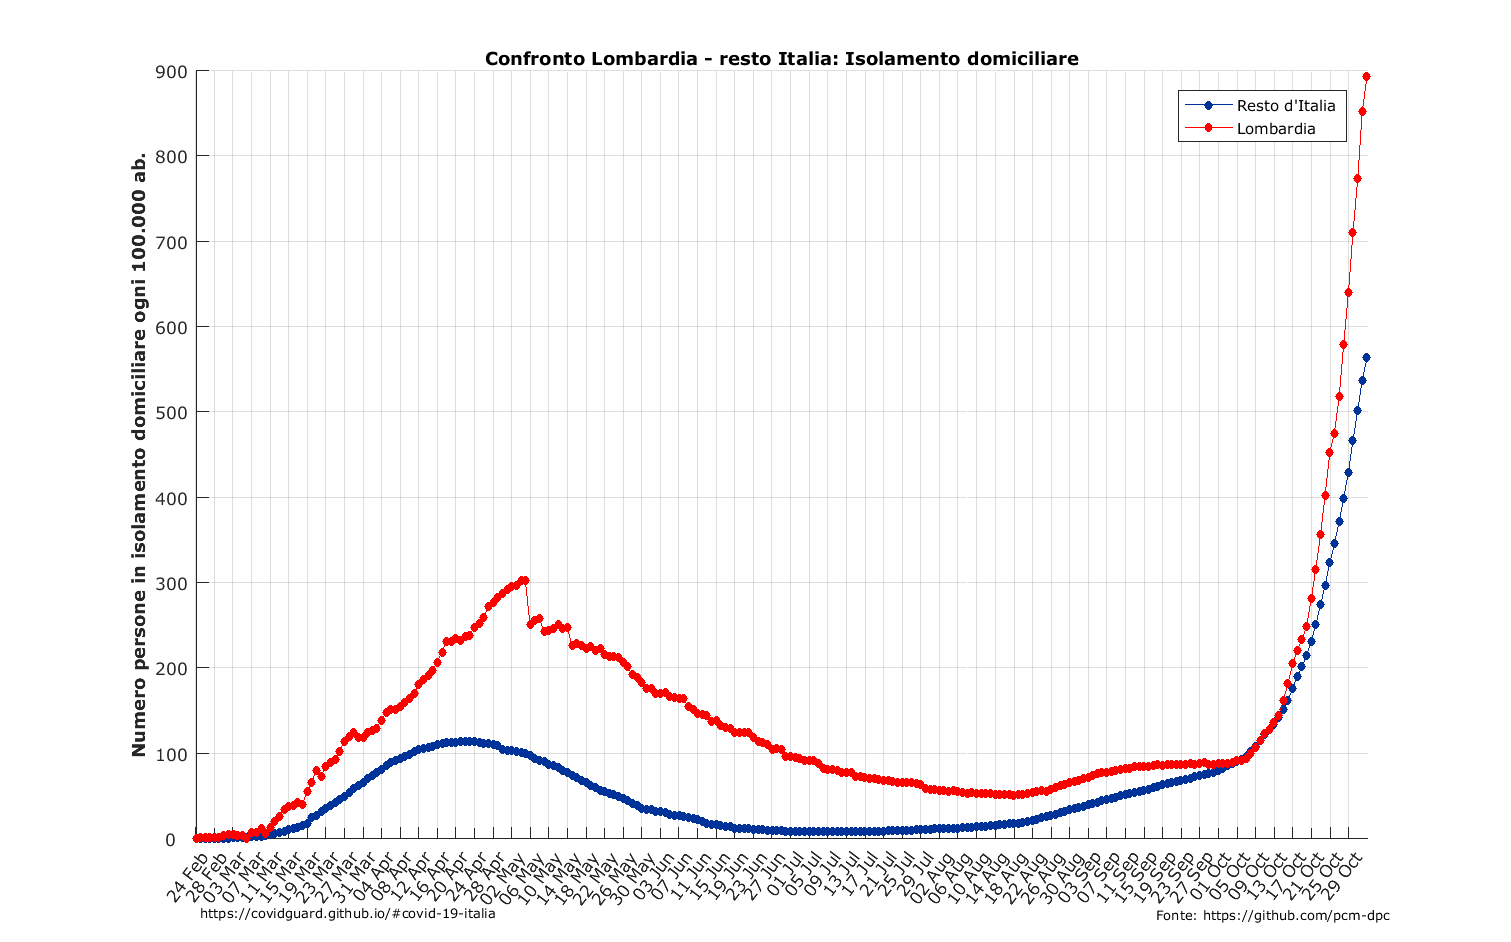 Confronto Lombardia - resto Italia: Isolamento domiciliare
Numero persone in isolamento domiciliare ogni 100.000 ab.
900
800
700
600
500
400
300
200
100
0
Resto d'Italia
Lombardia
24 Feb
28 Feb
03 Mar
07 Mar
11 Mar
15 Mar
19 Mar
23 Mar
27 Mar
31 Mar
04 Apr
08 Apr
12 Apr
16 Apr
20 Apr
24 Apr
28 Apr
02 May
06 May
10 May
14 May
18 May
22 May
26 May
30 May
03 Jun
07 Jun
11 Jun
15 Jun
19 Jun
23 Jun
27 Jun
01 Jul
05 Jul
09 Jul
13 Jul
17 Jul
21 Jul
25 Jul
29 Jul
02 Aug
06 Aug
10 Aug
14 Aug
18 Aug
22 Aug
26 Aug
30 Aug
03 Sep
07 Sep
11 Sep
15 Sep
19 Sep
23 Sep
27 Sep
01 Oct
05 Oct
09 Oct
13 Oct
17 Oct
21 Oct
25 Oct
29 Oct
https://covidguard.github.io/#covid-19-italia
Fonte: https://github.com/pcm-dpc